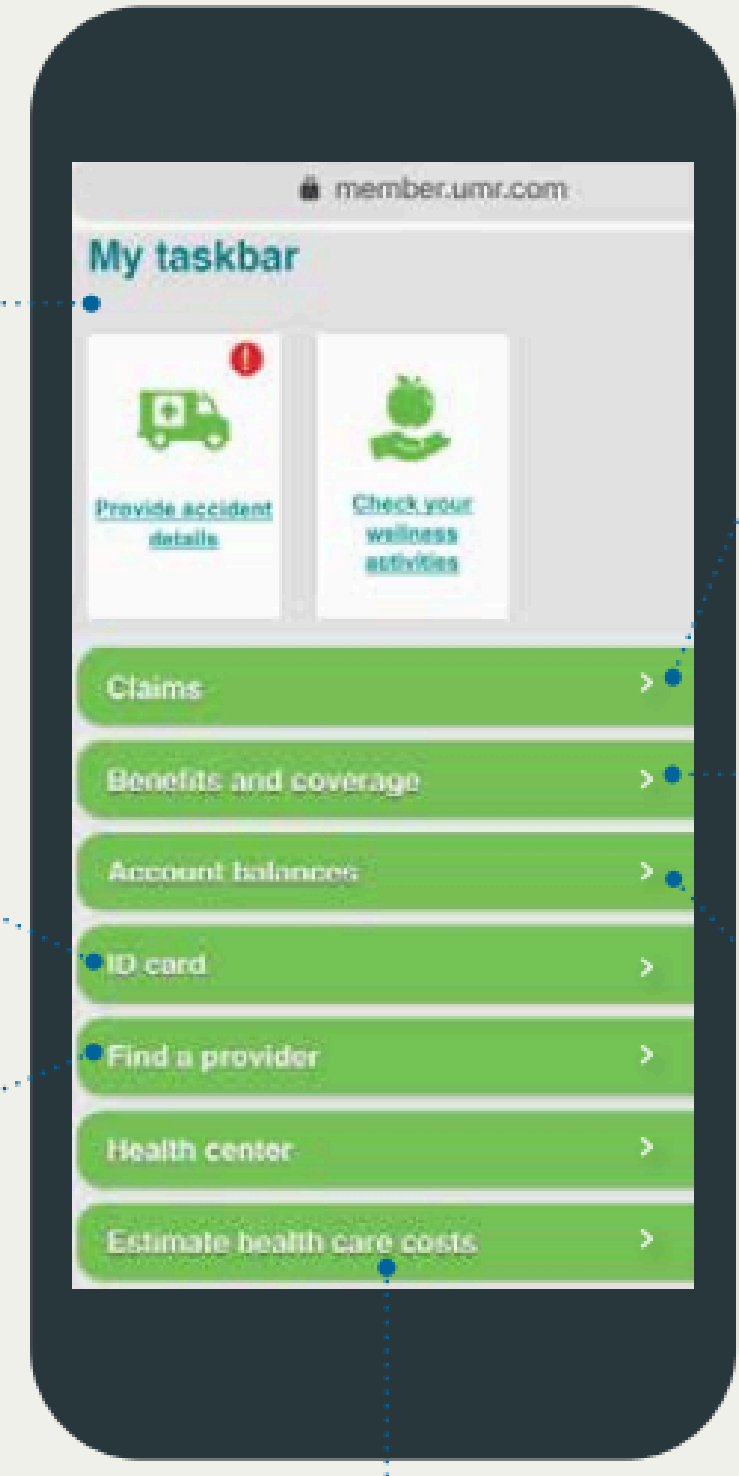 member.umr.com
My taskbar
Provide accident
details
Check your
wellness
activities
Claims
Benefits and coverage
Account balances
ID card
Find a provider
Health center
Estimate health care costs